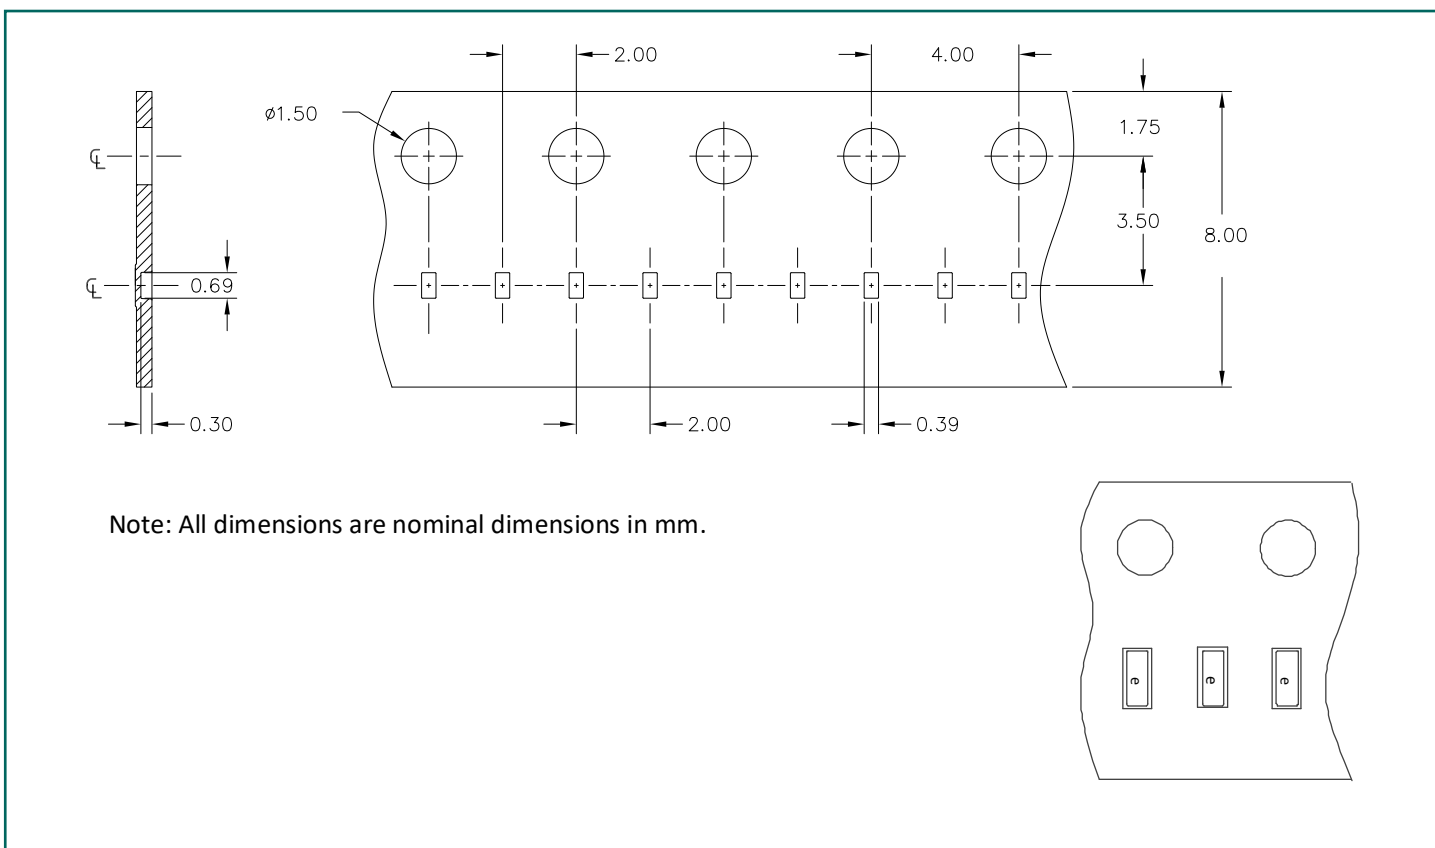 2.00
4.00
ø1.50
1.75
℄
3.50
8.00
℄
0.69
0.30
2.00
0.39
Note: All dimensions are nominal dimensions in mm.
e
e
e